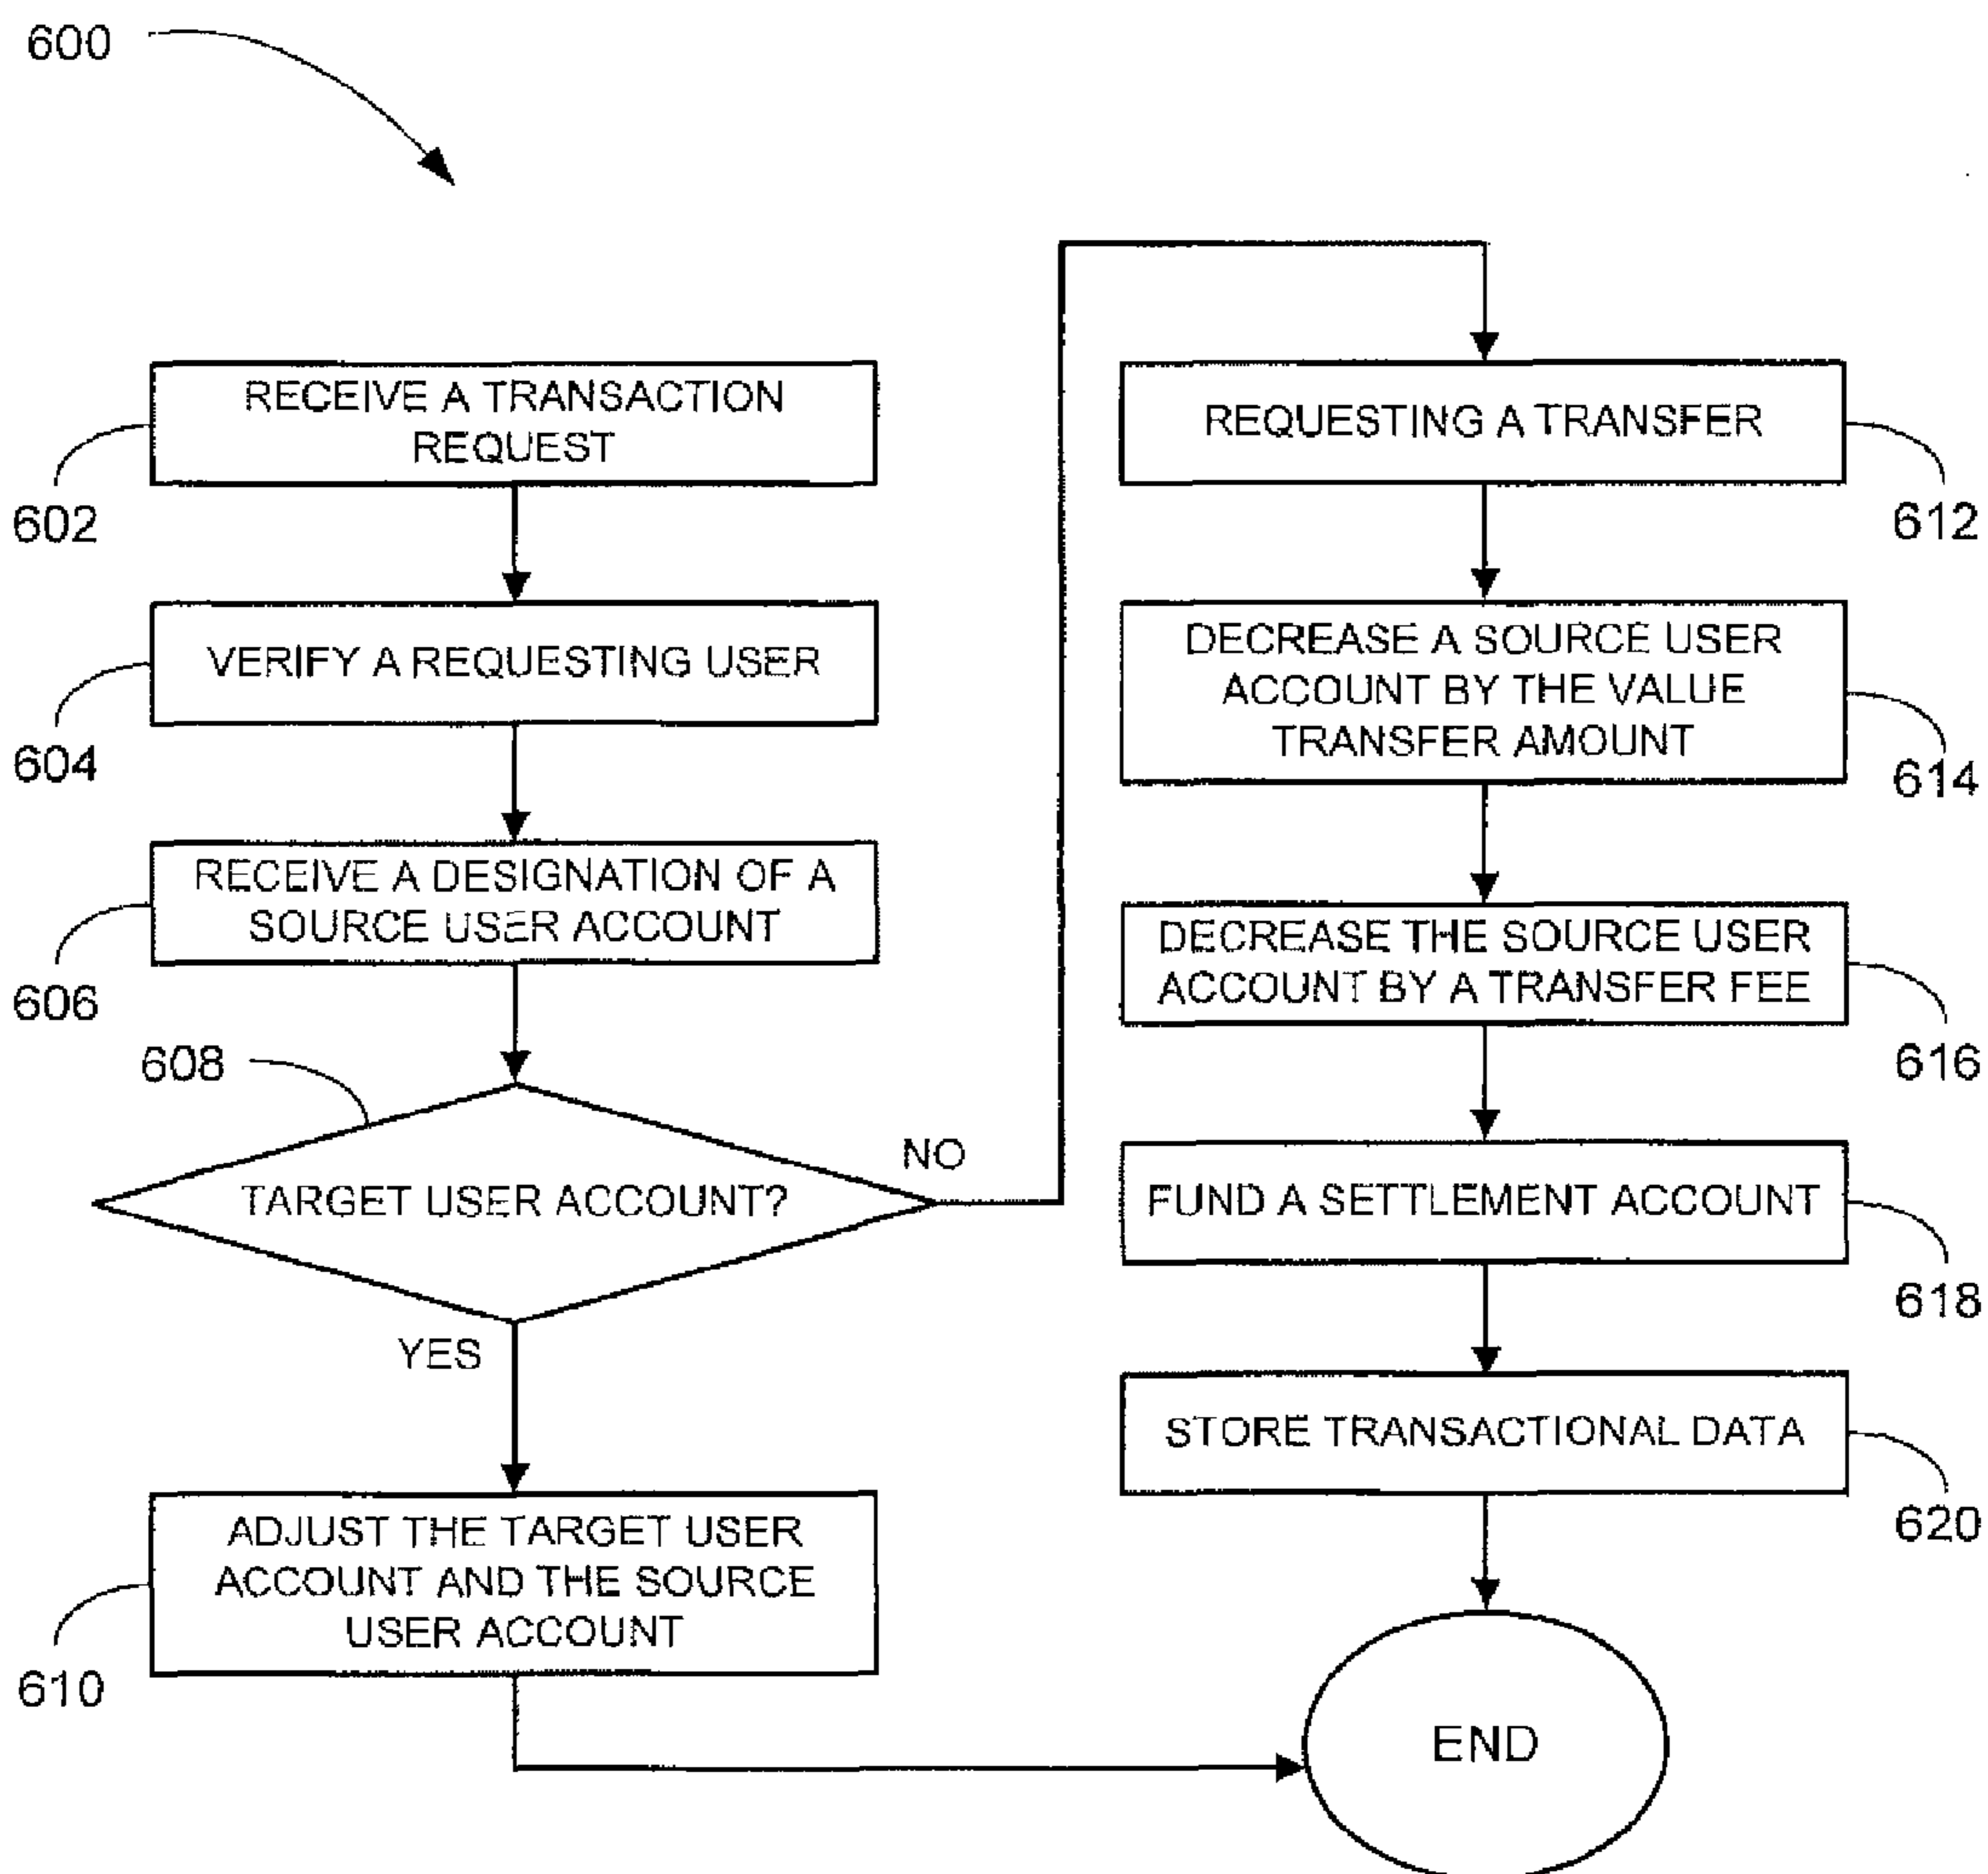 600
RECEIVE A TRANSACTION
REQUEST
602
VERIFY A REQUESTING USER
604
RECEIVE A DESIGNATION OF A
SOURCE USER ACCOUNT
606
608
TARGET USER ACCOUNT?
NO
YES
ADJUST THE TARGET USER
ACCOUNT AND THE SOURCE
USER ACCOUNT
610
REQUESTING A TRANSFER
612
DECREASE A SOURCE USER
ACCOUNT BY THE VALUE
TRANSFER AMOUNT
614
DECREASE THE SOURCE USER
ACCOUNT BY A TRANSFER FEE
616
FUND A SETTLEMENT ACCOUNT
618
STORE TRANSACTIONAL DATA
620
END